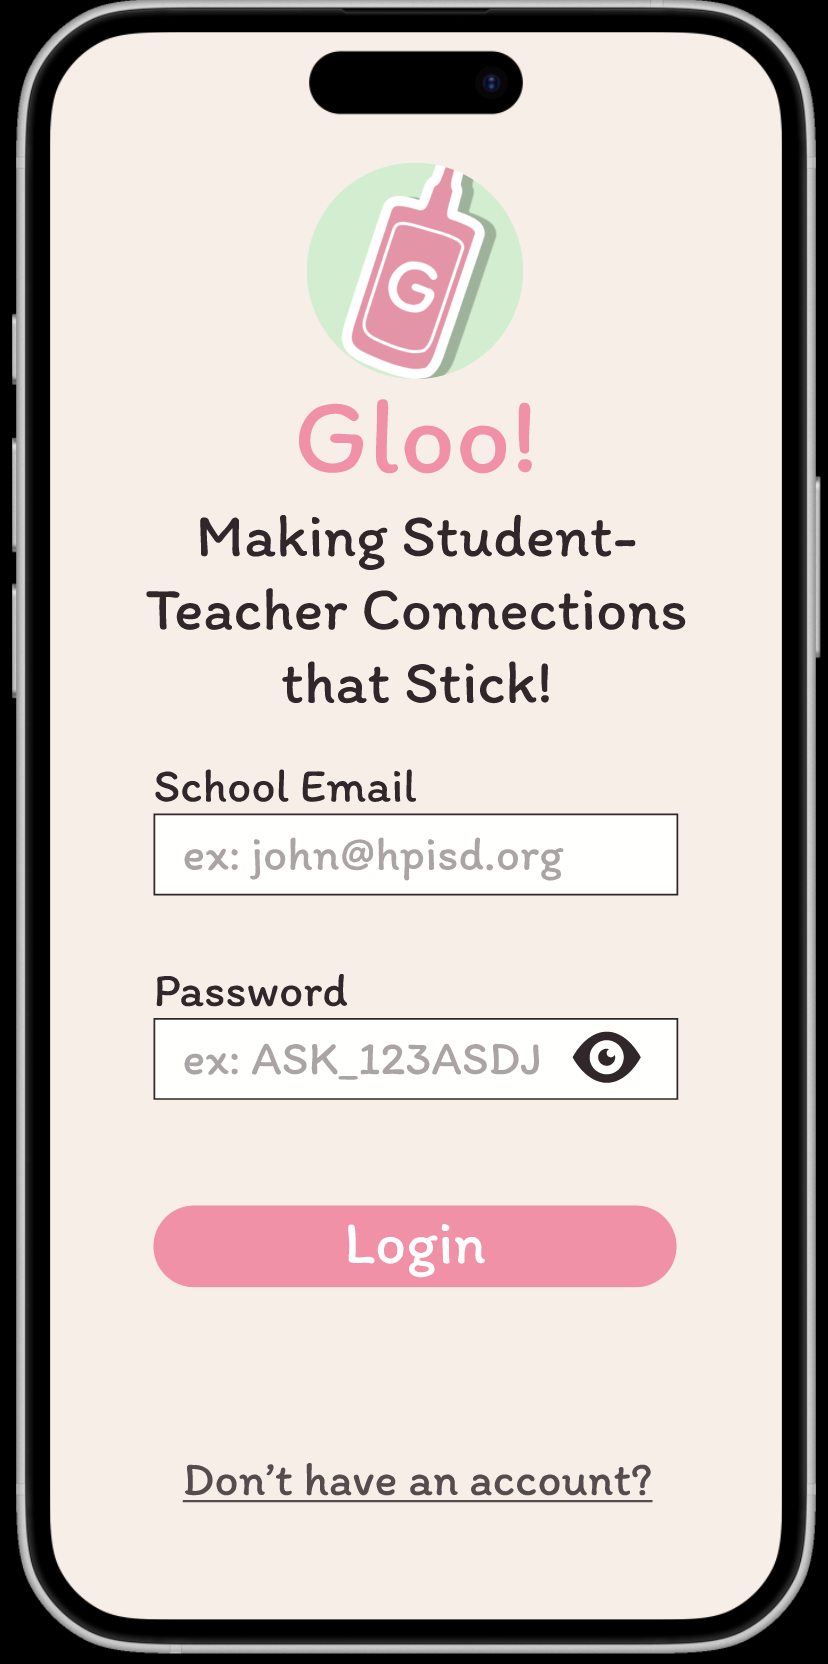 G
Gloo!
Making Student-
Teacher Connections
that Stick!
School Email
ex: john@hpisd.org
Password
ex: ASK_123ASDJ
Login
Don’t have an account?